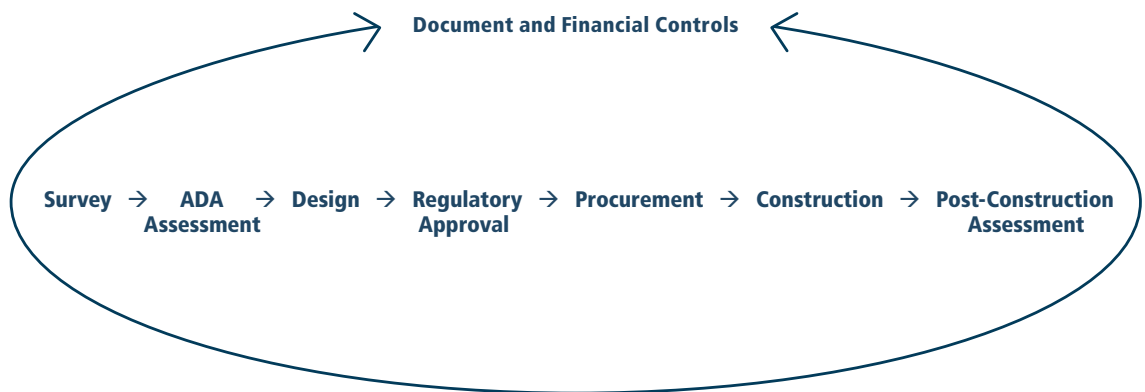 Document and Financial Controls
Survey → ADA → Design → Regulatory → Procurement → Construction → Post-Construction
Assessment Approval Assessment